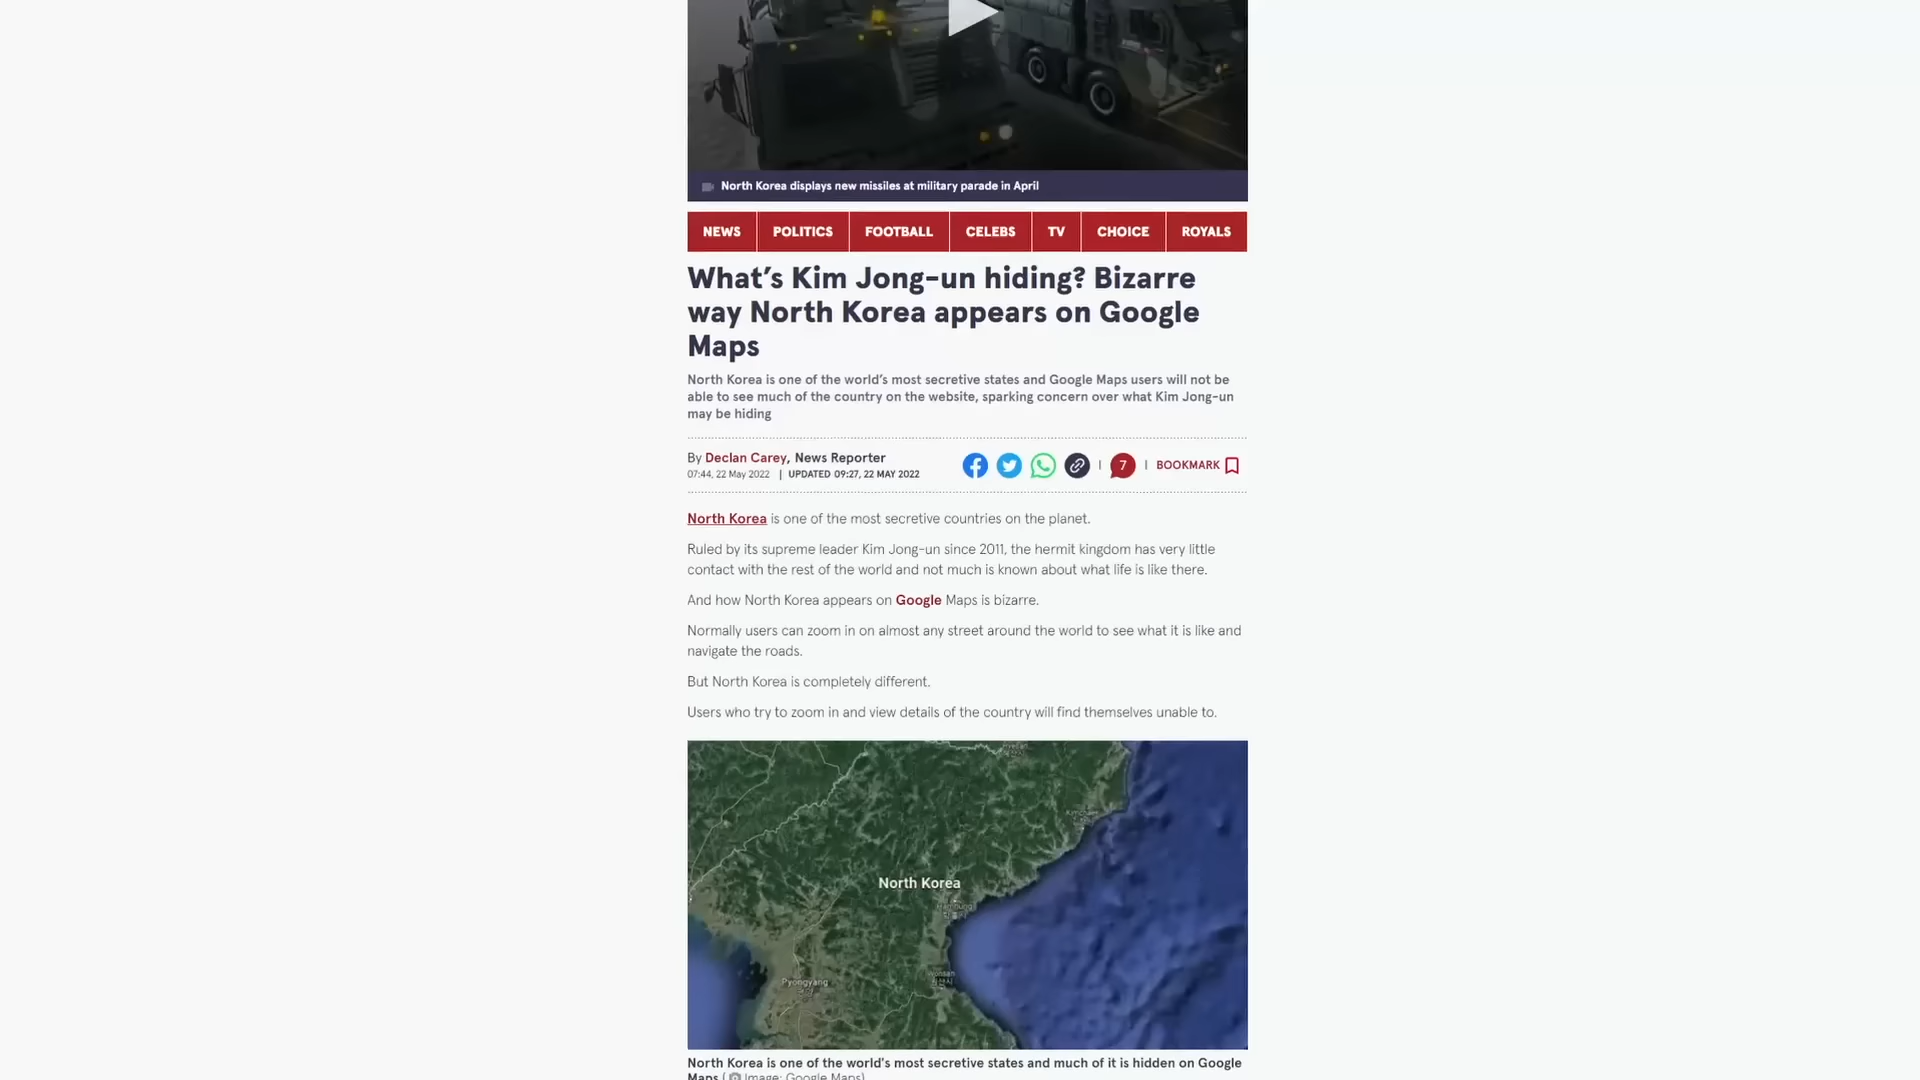 North Korea displays new missiles at military parade in April
NEWS POLITICS FOOTBALL CELEBS TV CHOICE ROYALS
What’s Kim Jong-un hiding? Bizarre
way North Korea appears on Google
Maps
North Korea is one of the world’s most secretive states and Google Maps users will not be
able to see much of the country on the website, sparking concern over what Kim Jong-un
may be hiding
By Declan Carey, News Reporter
07:44, 22 May 2022 | UPDATED 09:27, 22 MAY 2022
7 | BOOKMARK
North Korea is one of the most secretive countries on the planet.
Ruled by its supreme leader Kim Jong-un since 2011, the hermit kingdom has very little
contact with the rest of the world and not much is known about what life is like there.
And how North Korea appears on Google Maps is bizarre.
Normally users can zoom in on almost any street around the world to see what it is like and
navigate the roads.
But North Korea is completely different.
Users who try to zoom in and view details of the country will find themselves unable to.
North Korea
Pyongyang
North Korea is one of the world's most secretive states and much of it is hidden on Google
Maps ( Image: Google Maps)